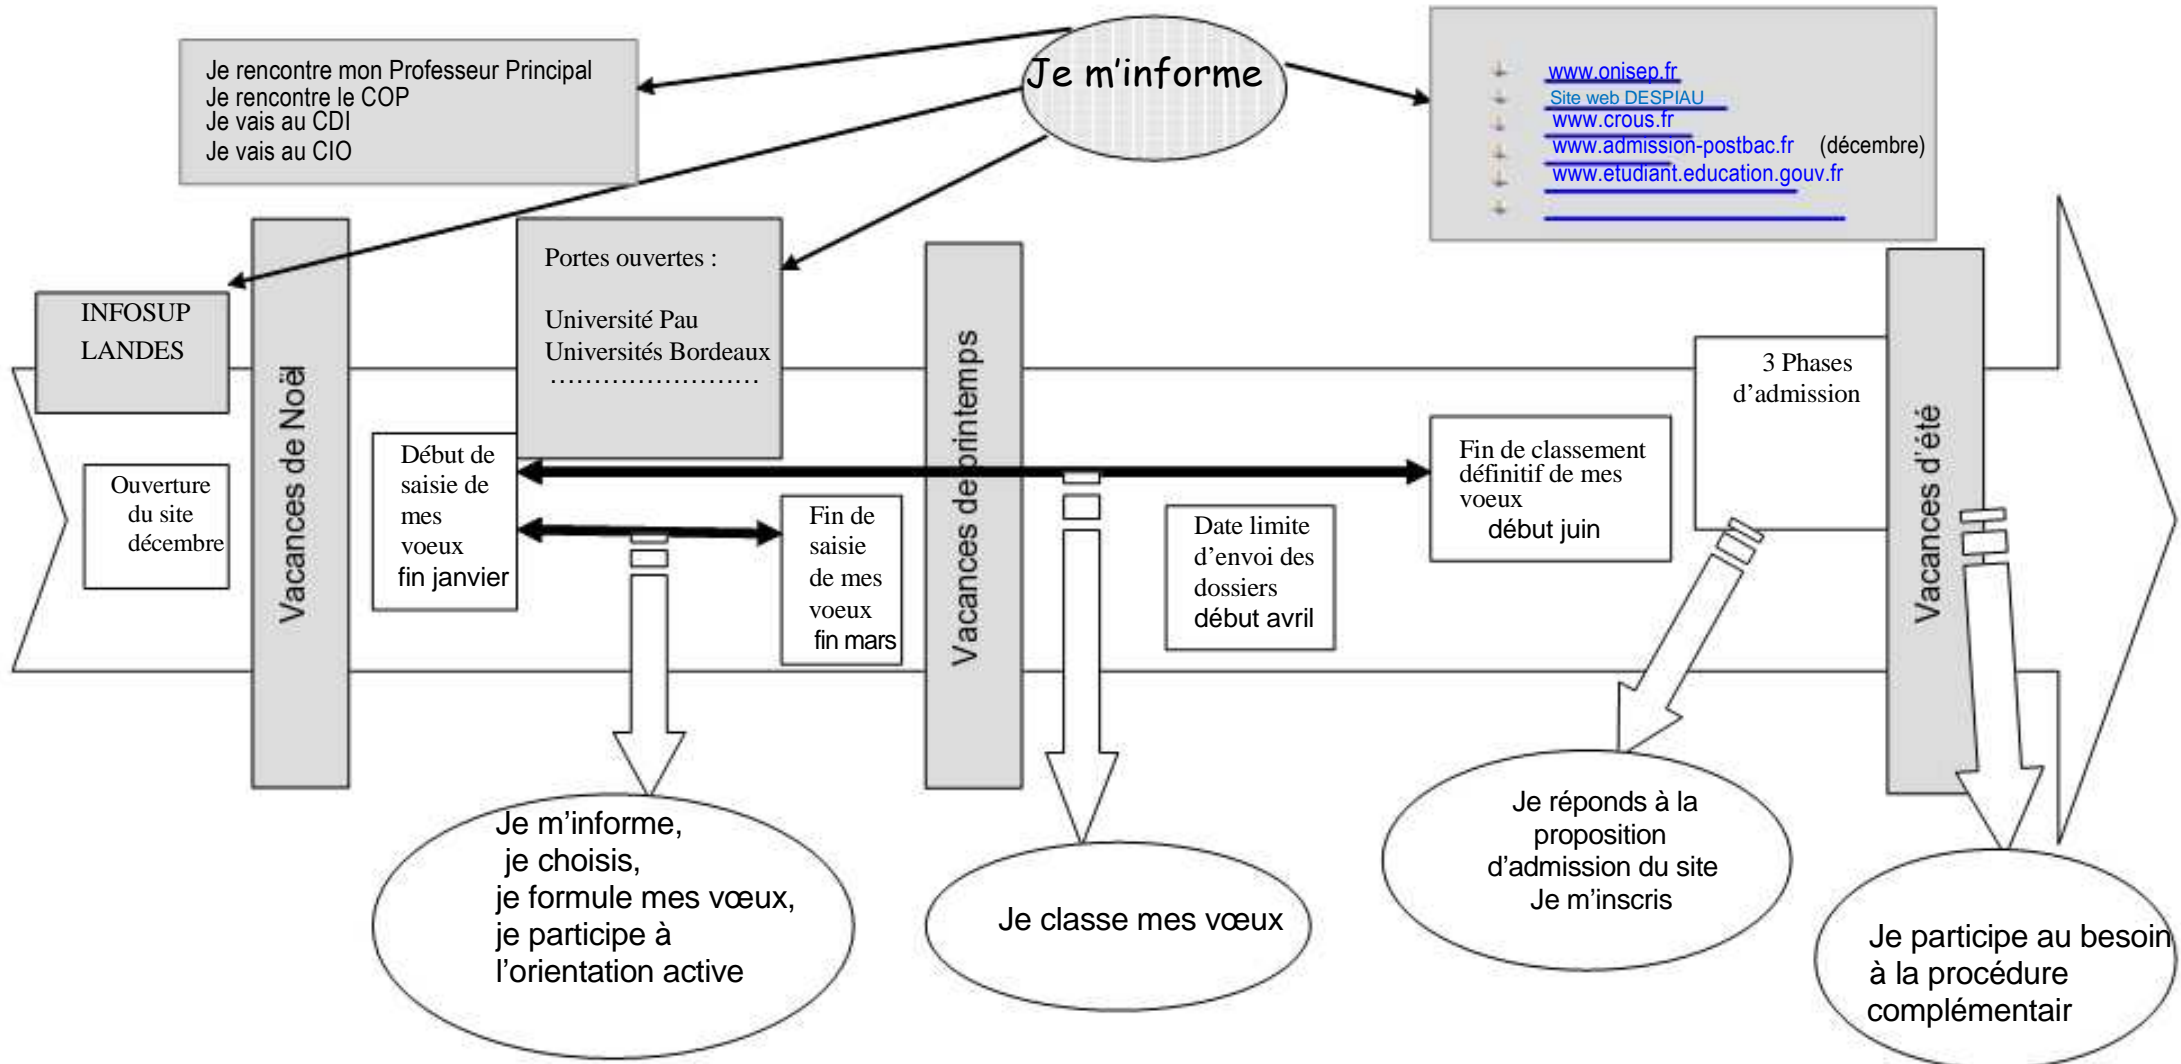 Je rencontre mon Professeur Principal
Je rencontre le COP
Je vais au CDI
Je vais au CIO
Je m'informe
www.onisep.fr
Site web DESPIAU
www.crous.fr
www.admission-postbac.fr (décembre)
www.etudiant.education.gouv.fr
INFOSUP
LANDES
Vacances de Noël
Portes ouvertes :
Université Pau
Universités Bordeaux
……………………
Vacances de printemps
3 Phases
d’admission
Vacances d'été
Ouverture
du site
décembre
Début de
saisie de
mes
voeux
fin janvier
Fin de
saisie
de mes
voeux
fin mars
Date limite
d’envoi des
dossiers
début avril
Fin de classement
définitif de mes
voeux
début juin
Je m’informe,
je choisis,
je formule mes vœux,
je participe à
l’orientation active
Je classe mes vœux
Je réponds à la
proposition
d’admission du site
Je m’inscris
Je participe au besoin
à la procédure
complémentair